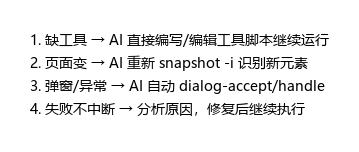 1. 缺工具 → AI 直接编写/编辑工具脚本继续运行
2. 页面变 → AI 重新 snapshot -i 识别新元素
3. 弹窗/异常 → AI 自动 dialog-accept/handle
4. 失败不中断 → 分析原因，修复后继续执行